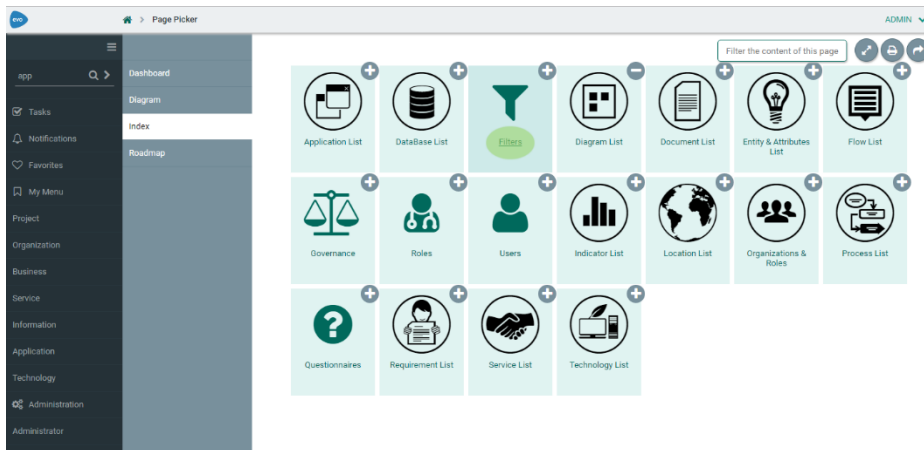 evo
Page Picker
ADMIN
Filter the content of this page
app
Tasks
Notifications
Favorites
My Menu
Project
Organization
Business
Service
Information
Application
Technology
Administration
Administrator
Dashboard
Diagram
Index
Roadmap
Application List
DataBase List
Filters
Diagram List
Document List
Entity & Attributes
List
Flow List
Governance
Roles
Users
Indicator List
Location List
Organizations &
Roles
Process List
Questionnaires
Requirement List
Service List
Technology List